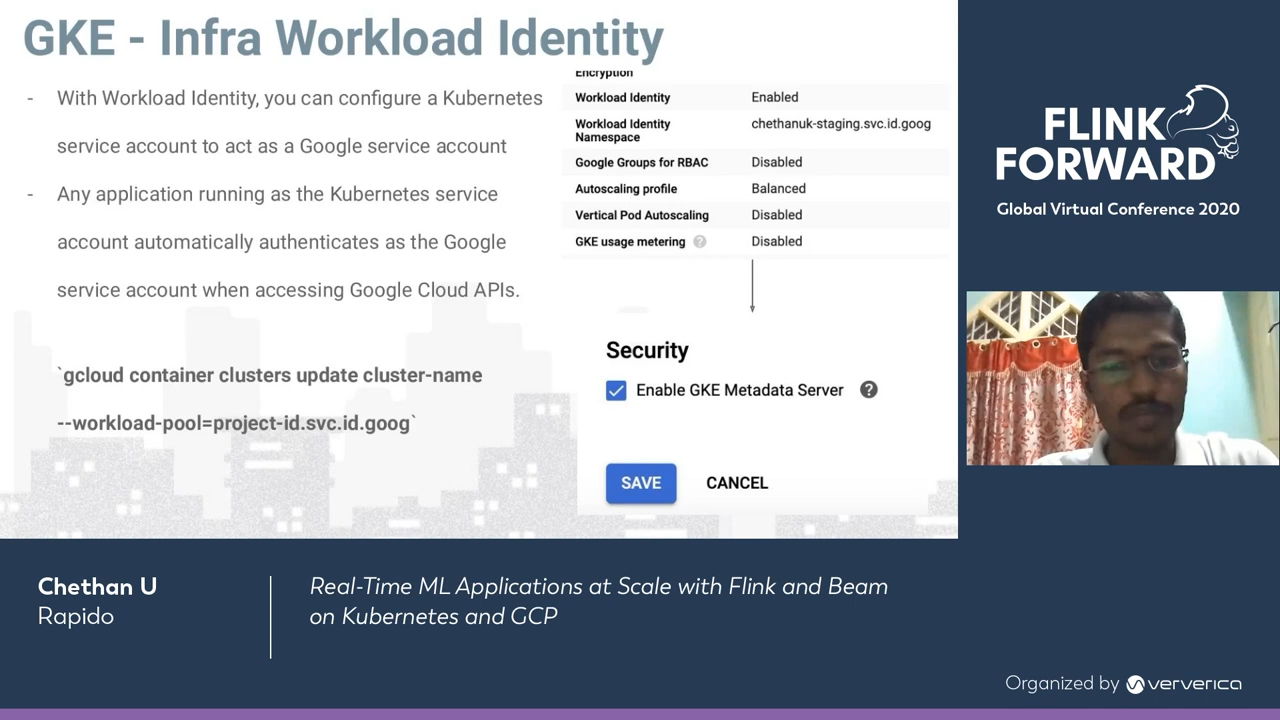 GKE - Infra Workload Identity
- With Workload Identity, you can configure a Kubernetes
service account to act as a Google service account
- Any application running as the Kubernetes service
account automatically authenticates as the Google
service account when accessing Google Cloud APIs.
`gcloud container clusters update cluster-name
--workload-pool=project-id.svc.id.goog`
Encryption
Workload Identity Enabled
Workload Identity Namespace chethanuk-staging.svc.id.goog
Google Groups for RBAC Disabled
Autoscaling profile Balanced
Vertical Pod Autoscaling Disabled
GKE usage metering ? Disabled
Security
Enable GKE Metadata Server ?
SAVE CANCEL
FLINK
FORWARD
Global Virtual Conference 2020
Chethan U
Rapido
Real-Time ML Applications at Scale with Flink and Beam
on Kubernetes and GCP
Organized by ververica